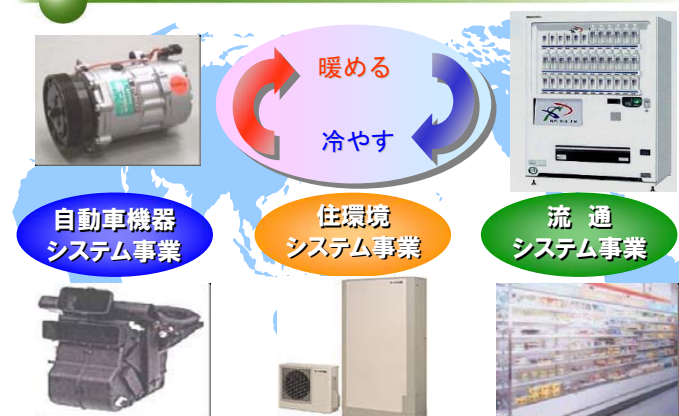 暖める
冷やす
自動車機器
システム事業
住環境
システム事業
流 通
システム事業